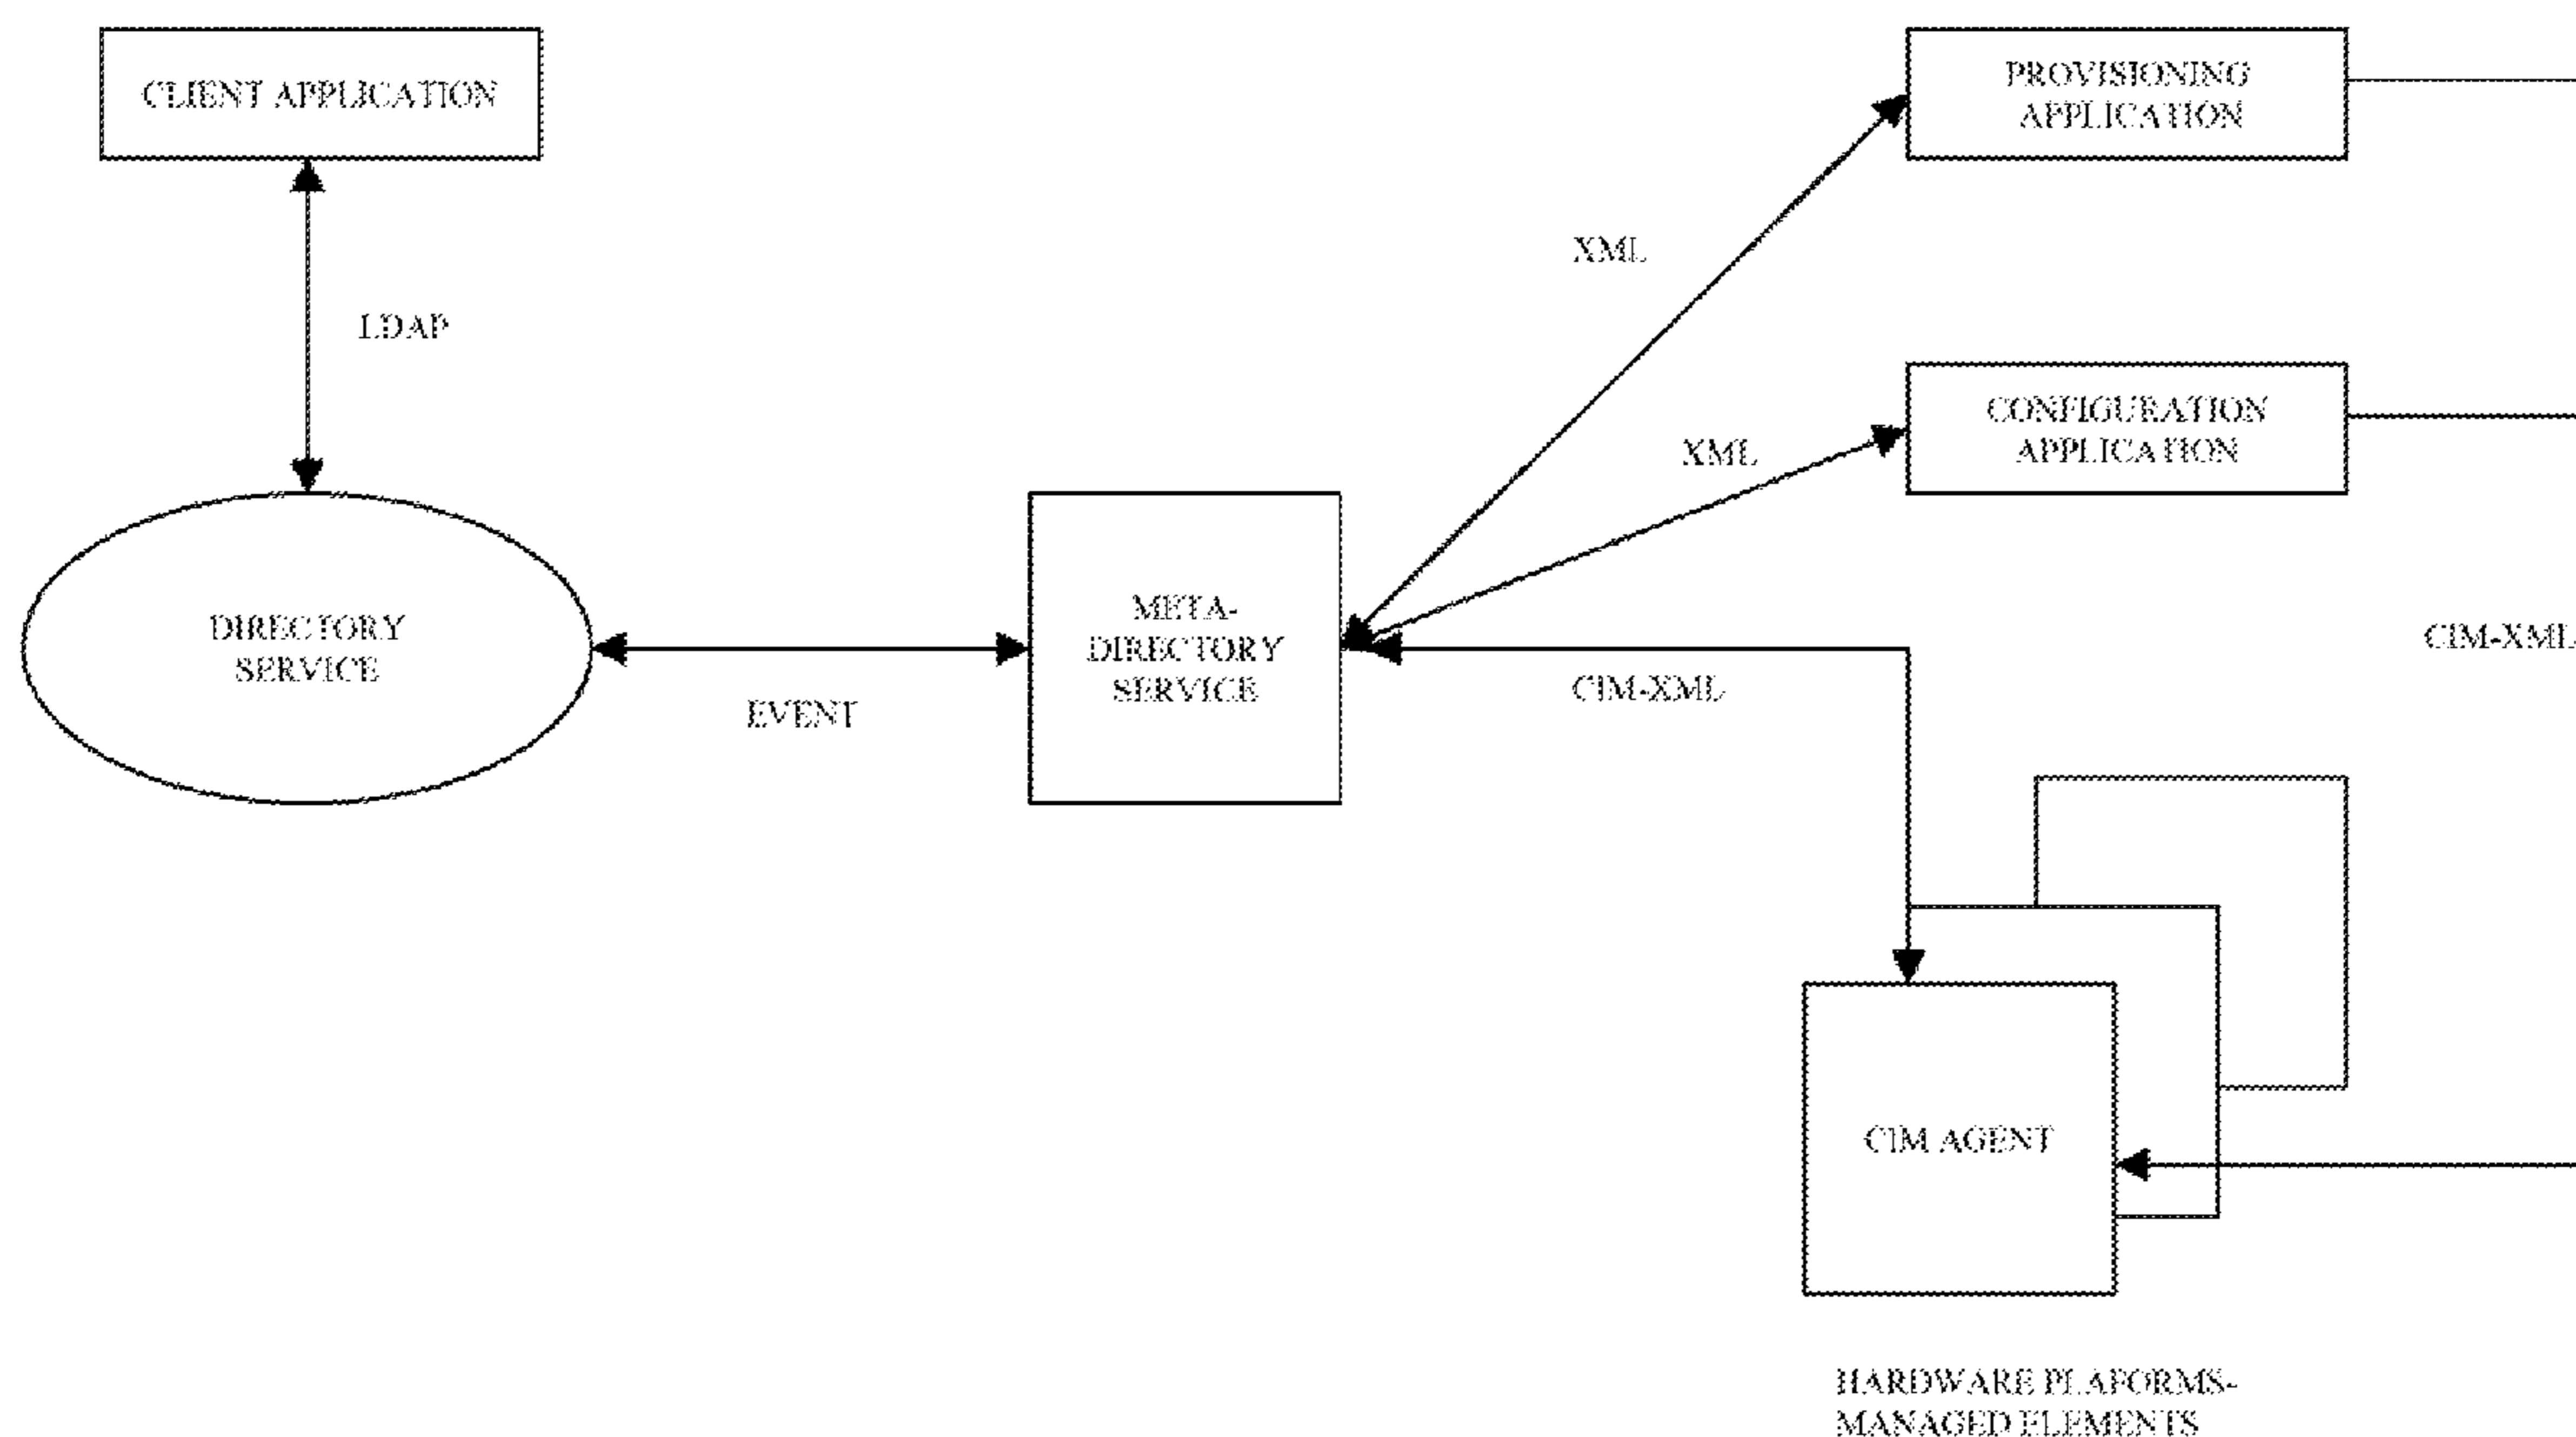 CLIENT APPLICATION
PROVISIONING
APPLICATION
XML
LDAP
CONFIGURATION
APPLICATION
XML
DIRECTORY
SERVICE
META-
DIRECTORY
SERVICE
EVENT
CIM-XML
CIM-XML
CIM AGENT
HARDWARE PLAFORMS-
MANAGED ELEMENTS